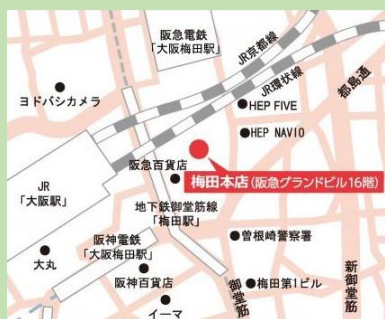 阪急電鉄
「大阪梅田駅」
JR京都線
JR環状線
都島通
ヨドバシカメラ
HEP FIVE
HEP NAVIO
阪急百貨店
梅田本店(阪急グランドビル16階)
JR
「大阪駅」
地下鉄御堂筋線
「梅田駅」
阪神電鉄
「大阪梅田駅」
曽根崎警察署
大丸
阪神百貨店
御堂筋
梅田第1ビル
新御堂筋
イーマ